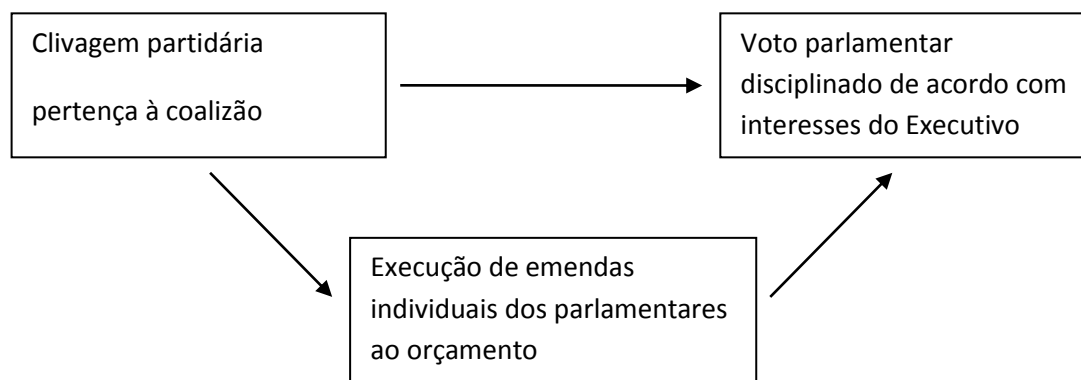 Clivagem partidária
pertença à coalizão
Voto parlamentar
disciplinado de acordo com
interesses do Executivo
Execução de emendas
individuais dos parlamentares
ao orçamento